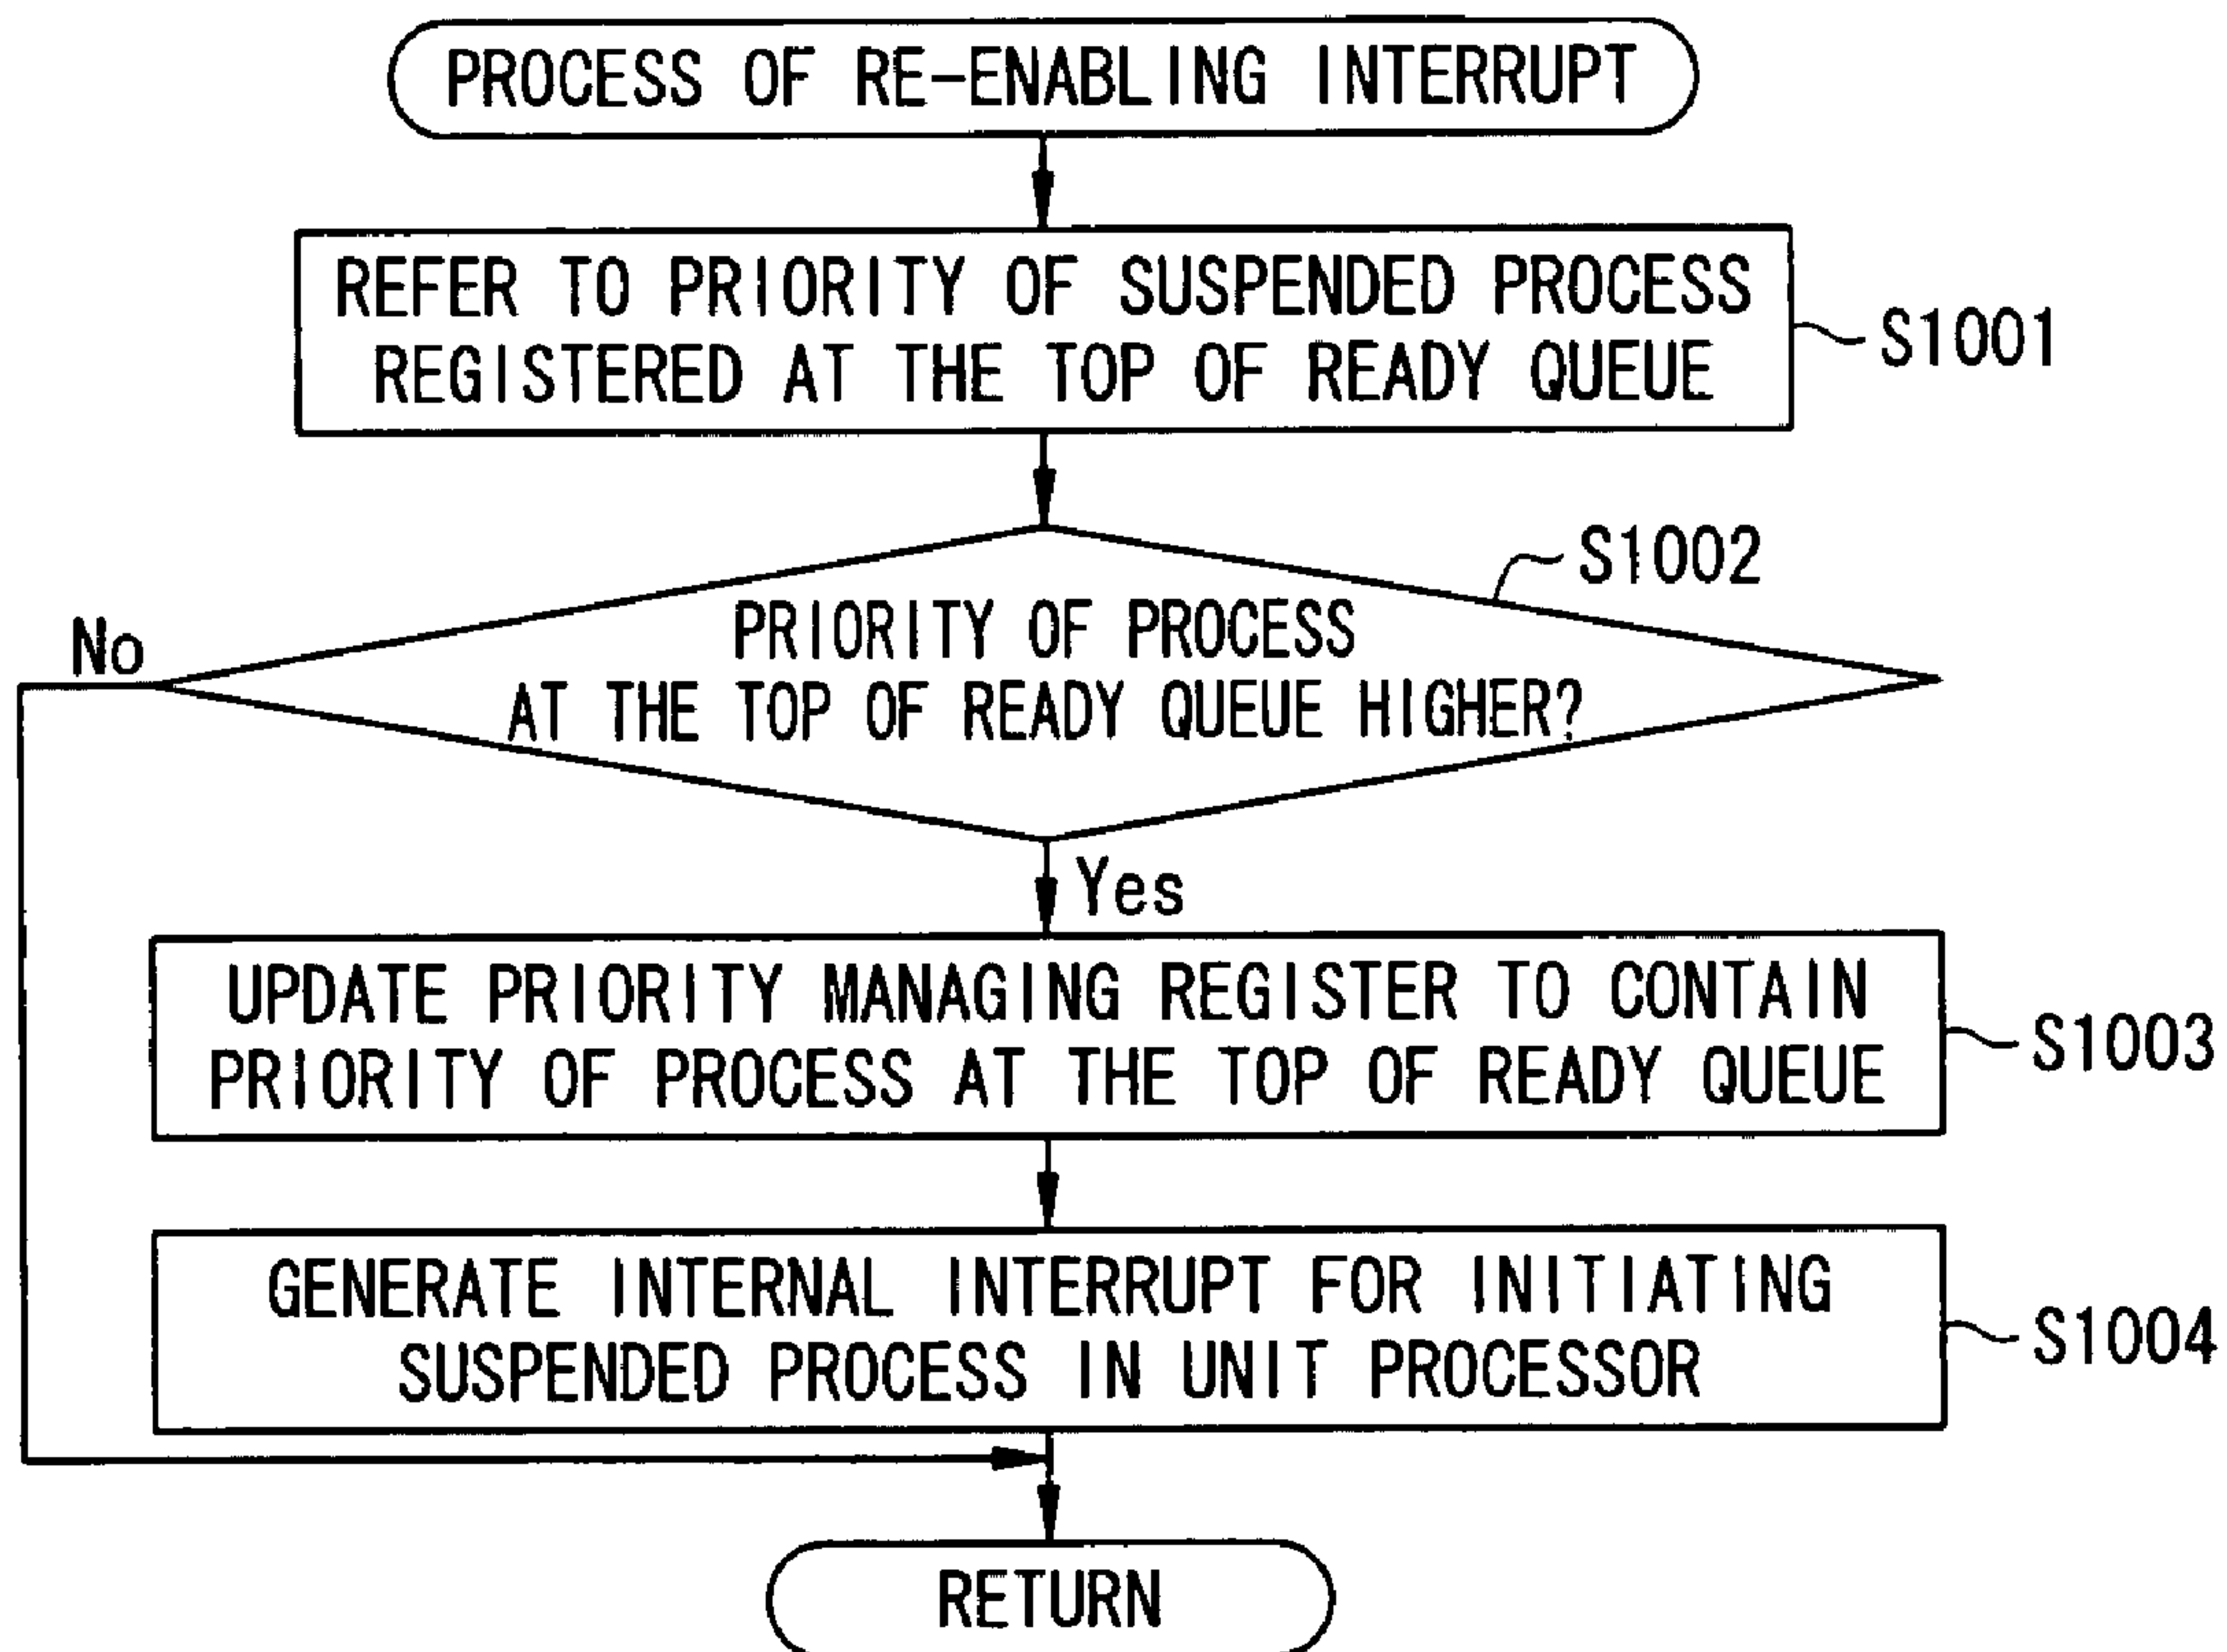 PROCESS OF RE-ENABLING INTERRUPT
REFER TO PRIORITY OF SUSPENDED PROCESS
REGISTERED AT THE TOP OF READY QUEUE
S1001
S1002
PRIORITY OF PROCESS
AT THE TOP OF READY QUEUE HIGHER?
No
Yes
UPDATE PRIORITY MANAGING REGISTER TO CONTAIN
PRIORITY OF PROCESS AT THE TOP OF READY QUEUE
S1003
GENERATE INTERNAL INTERRUPT FOR INITIATING
SUSPENDED PROCESS IN UNIT PROCESSOR
S1004
RETURN